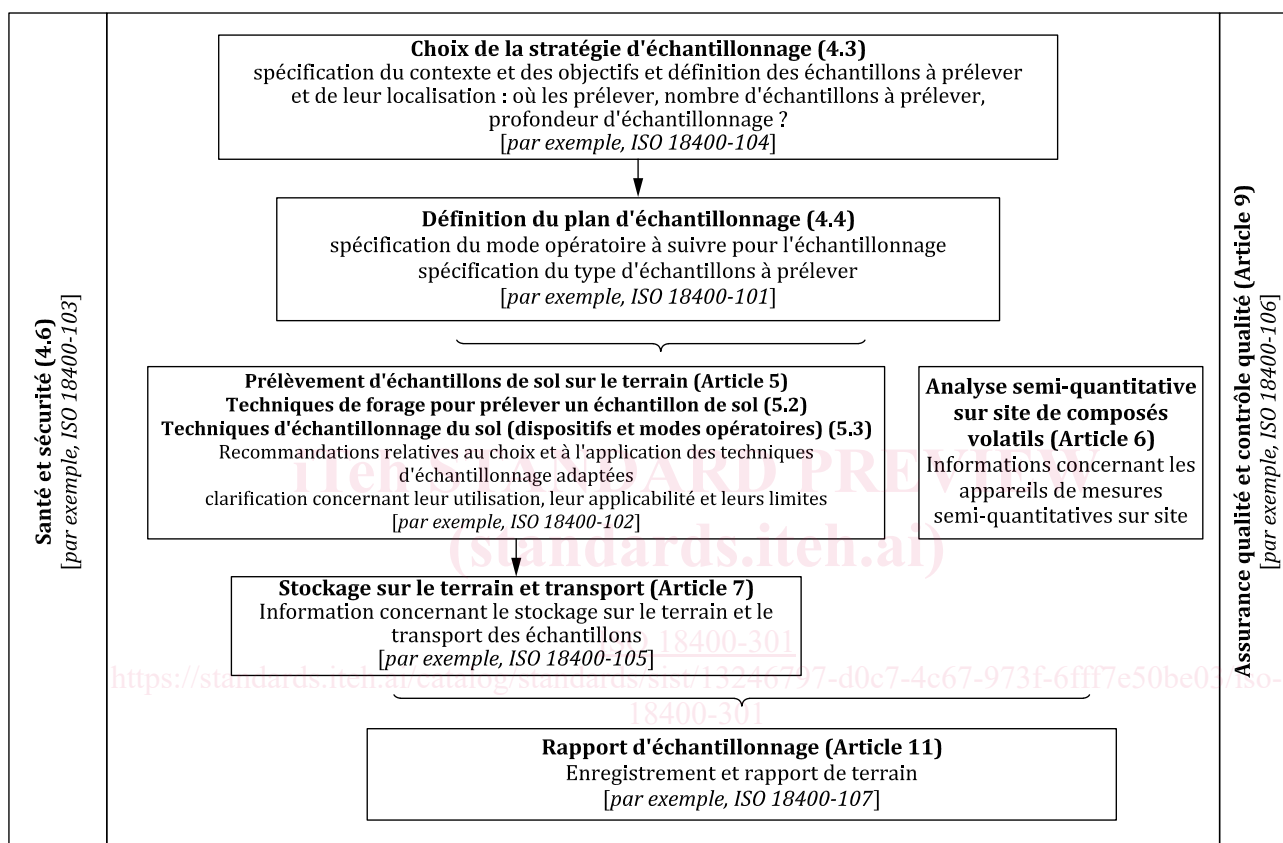 Santé et sécurité (4.6)
[par exemple, ISO 18400-103]
Choix de la stratégie d'échantillonnage (4.3)
spécification du contexte et des objectifs et définition des échantillons à prélever
et de leur localisation : où les prélever, nombre d'échantillons à prélever,
profondeur d'échantillonnage ?
[par exemple, ISO 18400-104]
Définition du plan d'échantillonnage (4.4)
spécification du mode opératoire à suivre pour l'échantillonnage
spécification du type d'échantillons à prélever
[par exemple, ISO 18400-101]
Prélèvement d'échantillons de sol sur le terrain (Article 5)
Techniques de forage pour prélever un échantillon de sol (5.2)
Techniques d'échantillonnage du sol (dispositifs et modes opératoires) (5.3)
Recommandations relatives au choix et à l'application des techniques
d'échantillonnage adaptées
clarification concernant leur utilisation, leur applicabilité et leurs limites
[par exemple, ISO 18400-102]
Analyse semi-quantitative
sur site de composés
volatils (Article 6)
Informations concernant les
appareils de mesures
semi-quantitatives sur site
iTeh STANDARD PREVIEW
(standards.iteh.ai)
Stockage sur le terrain et transport (Article 7)
Information concernant le stockage sur le terrain et le
transport des échantillons
[par exemple, ISO 18400-105]
ISO 18400-301
https://standards.iteh.ai/catalog/standards/sist/13246797-d0c7-4c67-973f-6fff7e50be03/iso-
18400-301
Rapport d'échantillonnage (Article 11)
Enregistrement et rapport de terrain
[par exemple, ISO 18400-107]
Assurance qualité et contrôle qualité (Article 9)
[par exemple, ISO 18400-106]